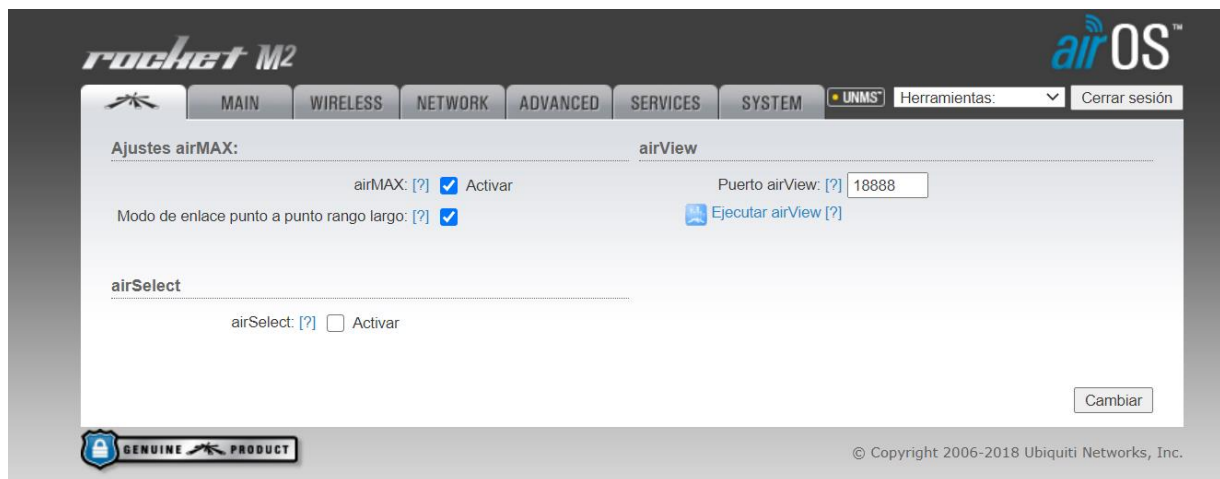 rocket M2
airOS™
MAIN
WIRELESS
NETWORK
ADVANCED
SERVICES
SYSTEM
UNMS™
Herramientas:
Cerrar sesión
Ajustes airMAX:
airMAX: [?] Activar
Modo de enlace punto a punto rango largo: [?]
airView
Puerto airView: [?] 18888
Ejecutar airView [?]
airSelect
airSelect: [?] Activar
Cambiar
GENUINE PRODUCT
© Copyright 2006-2018 Ubiquiti Networks, Inc.